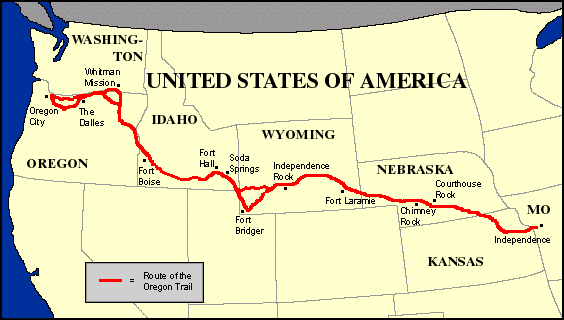 WASHING-
TON
Whitman
Mission
UNITED STATES OF AMERICA
Oregon
City
The
Dalles
IDAHO
WYOMING
OREGON
Fort
Hall
Soda
Springs
Independence
Rock
NEBRASKA
Courthouse
Rock
Fort
Boise
Fort Laramie
Chimney
Rock
MO
Fort
Bridger
Independence
KANSAS
= Route of the
Oregon Trail